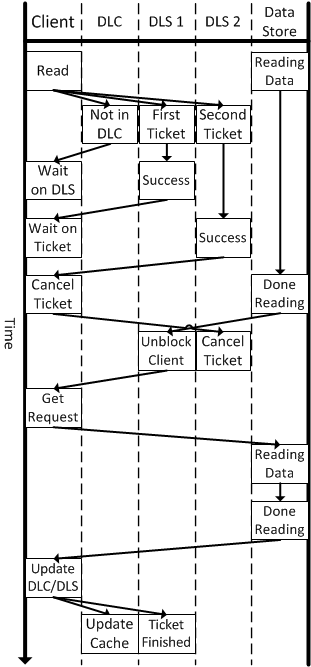 Client DLC DLS 1 DLS 2 Data
Store
Read
Reading
Data
Not in
DLC
First
Ticket
Second
Ticket
Wait
on DLS
Success
Wait on
Ticket
Success
Cancel
Ticket
Done
Reading
Unblock
Client
Cancel
Ticket
Get
Request
Reading
Data
Done
Reading
Update
DLC/DLS
Update
Cache
Ticket
Finished
Time